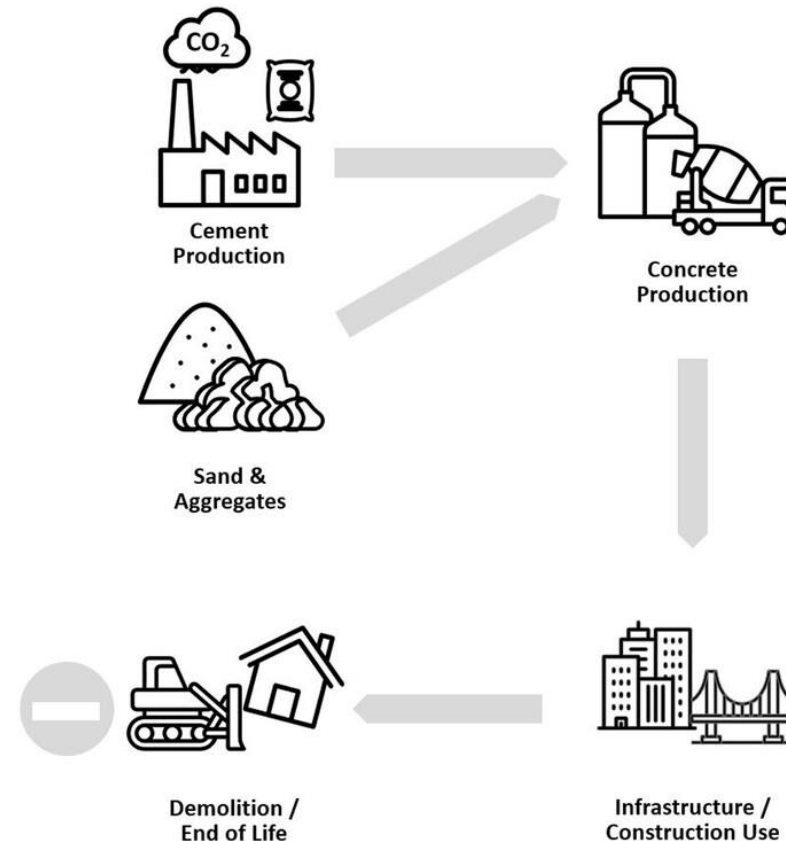 CO₂
Cement
Production
Concrete
Production
Sand &
Aggregates
Demolition /
End of Life
Infrastructure /
Construction Use